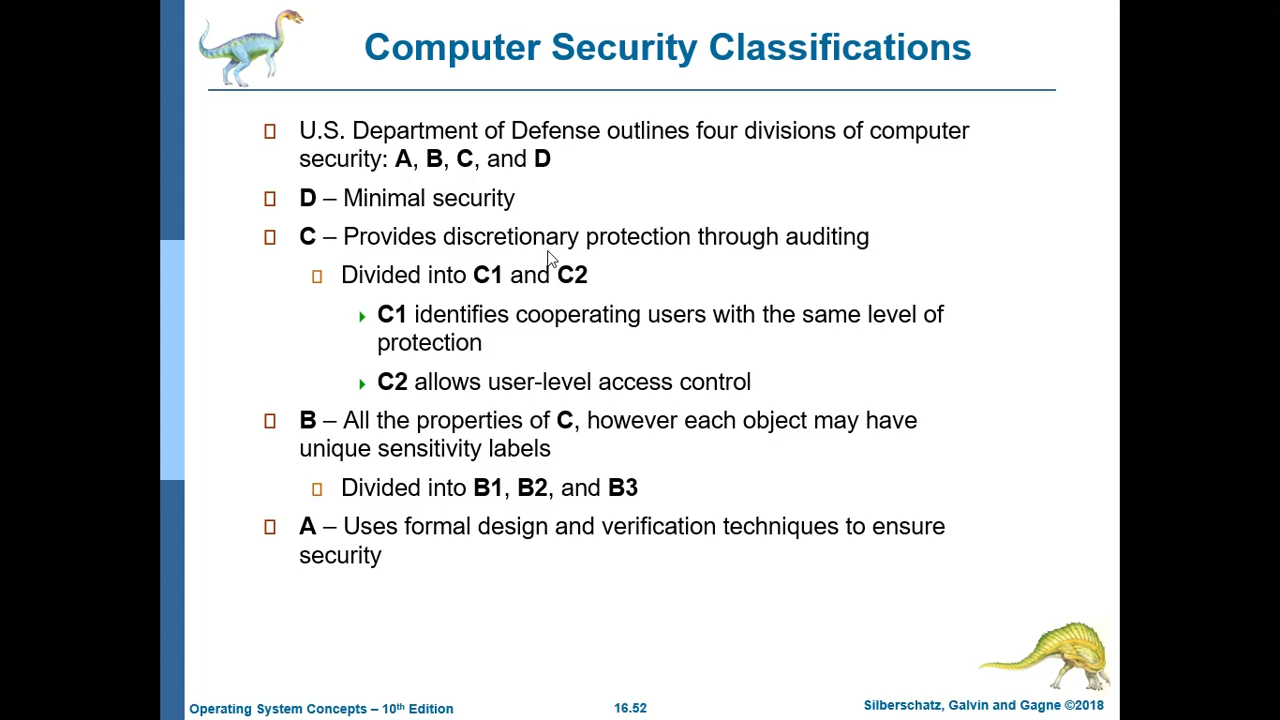 Computer Security Classifications
U.S. Department of Defense outlines four divisions of computer
security: A, B, C, and D
D – Minimal security
C – Provides discretionary protection through auditing
Divided into C1 and C2
C1 identifies cooperating users with the same level of
protection
C2 allows user-level access control
B – All the properties of C, however each object may have
unique sensitivity labels
Divided into B1, B2, and B3
A – Uses formal design and verification techniques to ensure
security
Operating System Concepts – 10th Edition
16.52
Silberschatz, Galvin and Gagne ©2018